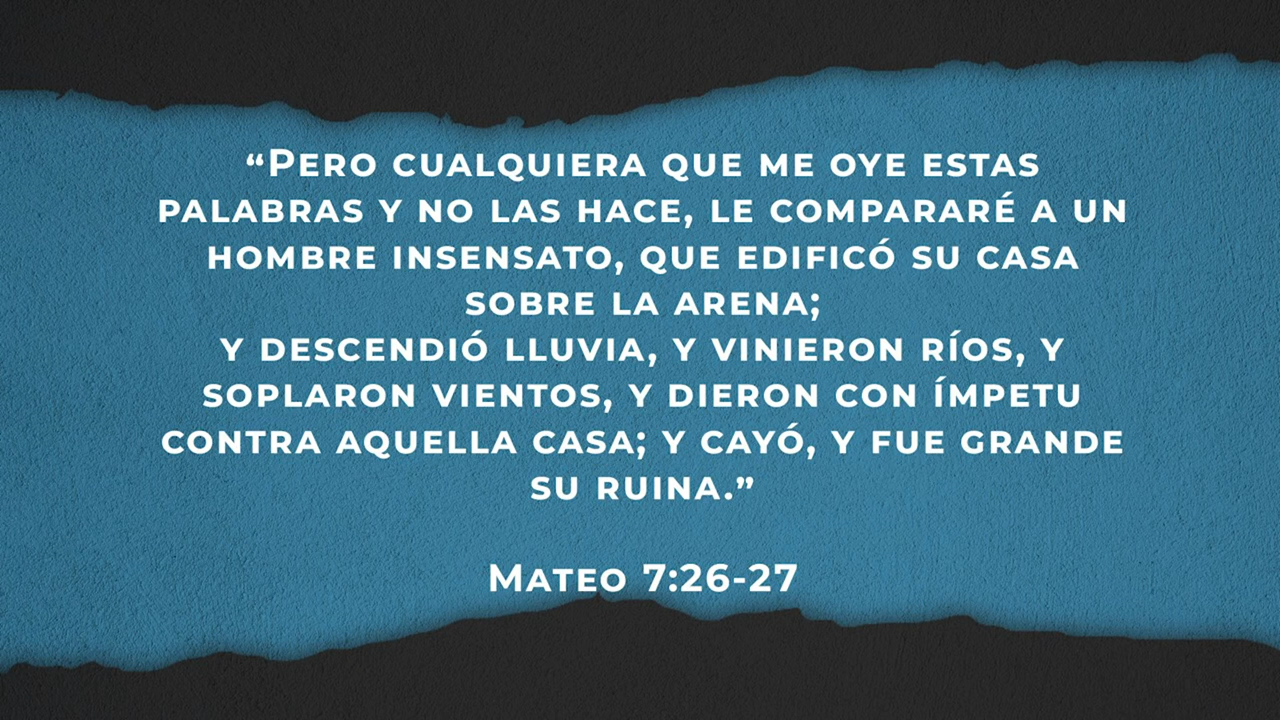 “Pero cualquiera que me oye estas
palabras y no las hace, le compararé a un
hombre insensato, que edificó su casa
sobre la arena;
y descendió lluvia, y vinieron ríos, y
soplaron vientos, y dieron con ímpetu
contra aquella casa; y cayó, y fue grande
su ruina.”
Mateo 7:26-27